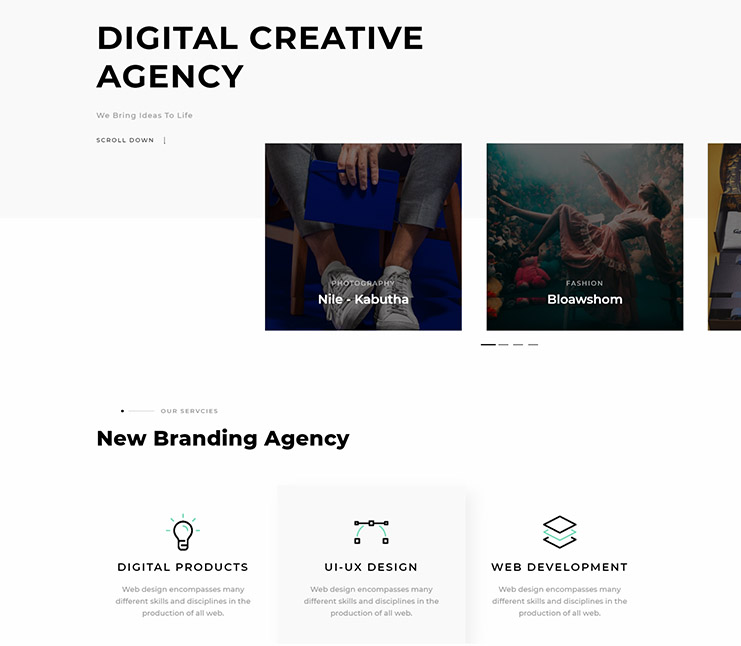 DIGITAL CREATIVE
AGENCY
We Bring Ideas To Life
SCROLL DOWN
PHOTOGRAPHY
Nile - Kabutha
FASHION
Bloawshom
OUR SERVCIES
New Branding Agency
DIGITAL PRODUCTS
Web design encompasses many
different skills and disciplines in the
production of all web.
UI-UX DESIGN
Web design encompasses many
different skills and disciplines in the
production of all web.
WEB DEVELOPMENT
Web design encompasses many
different skills and disciplines in the
production of all web.